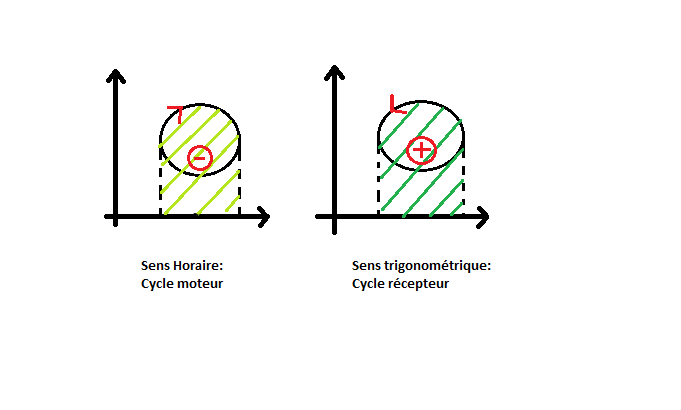 -
+
Sens Horaire:
Cycle moteur
Sens trigonométrique:
Cycle récepteur